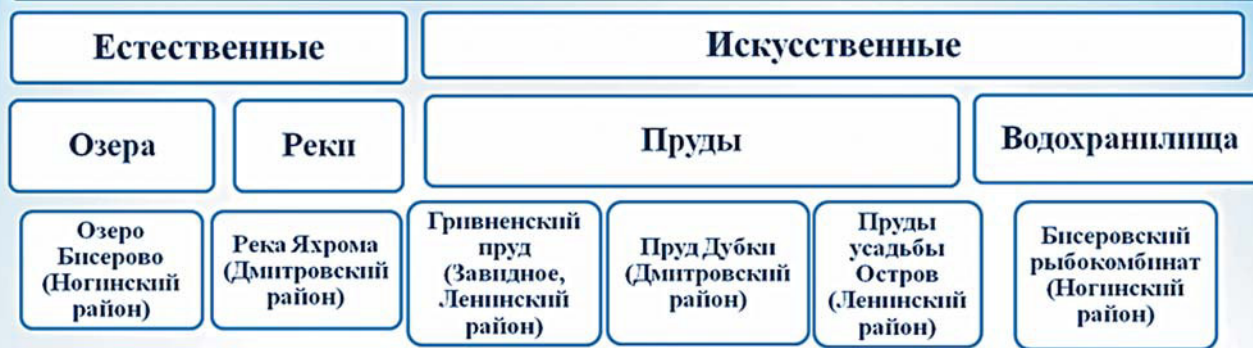 Естественные
Искусственные
Озера
Реки
Пруды
Водохранилища
Озеро
Бисерово
(Ногинский
район)
Река Яхрома
(Дмитровский
район)
Гривненский
пруд
(Завидное,
Ленинский
район)
Пруд Дубки
(Дмитровский
район)
Пруды
усадьбы
Остров
(Ленинский
район)
Бисеровский
рыбокомбинат
(Ногинский
район)